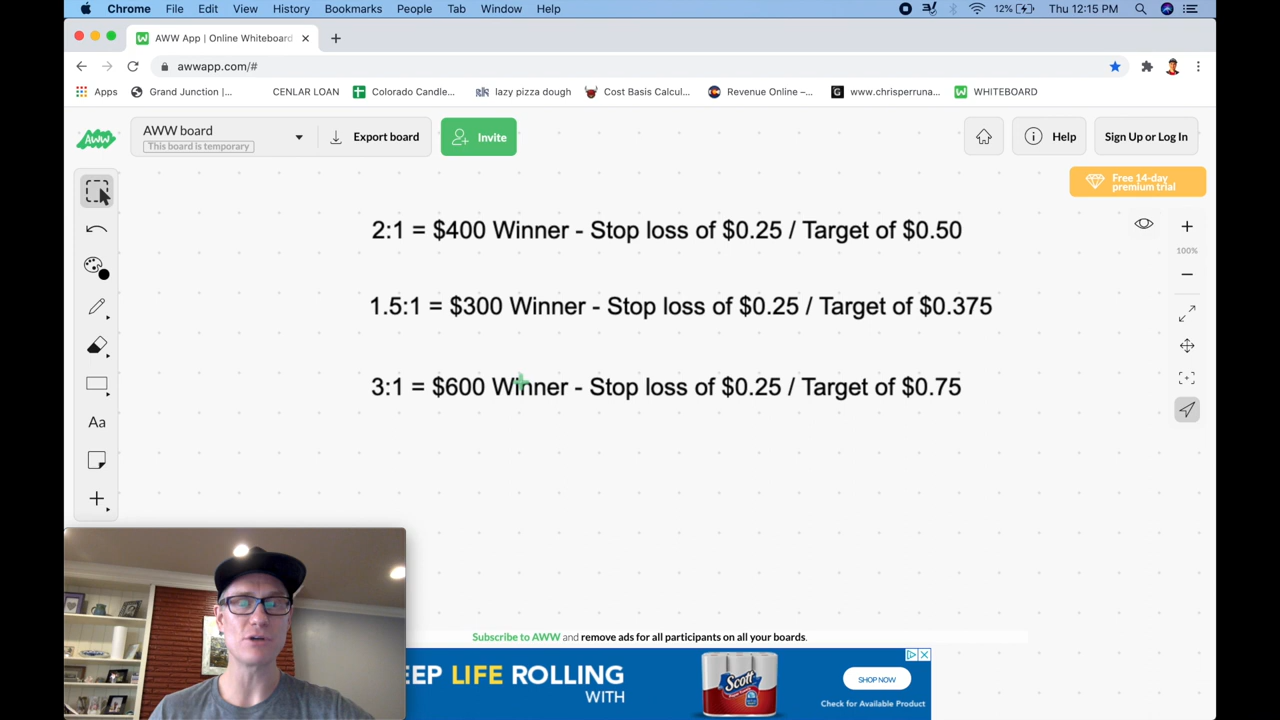 Chrome File Edit View History Bookmarks People Tab Window Help 12% Thu 12:15 PM
AWW App | Online Whiteboard
awwapp.com/#
Apps Grand Junction |... CENLAR LOAN Colorado Candle... lazy pizza dough Cost Basis Calcul... Revenue Online –... www.chrisperruna... WHITEBOARD
AWW
AWW board
This board is temporary
Export board
Invite
Help
Sign Up or Log In
Free 14-day
premium trial
2:1 = $400 Winner - Stop loss of $0.25 / Target of $0.50
100%
1.5:1 = $300 Winner - Stop loss of $0.25 / Target of $0.375
3:1 = $600 Winner - Stop loss of $0.25 / Target of $0.75
Aa
Subscribe to AWW and remove ads for all participants on all your boards.
EEP LIFE ROLLING
WITH
Scott
SHOP NOW
Check for Available Product